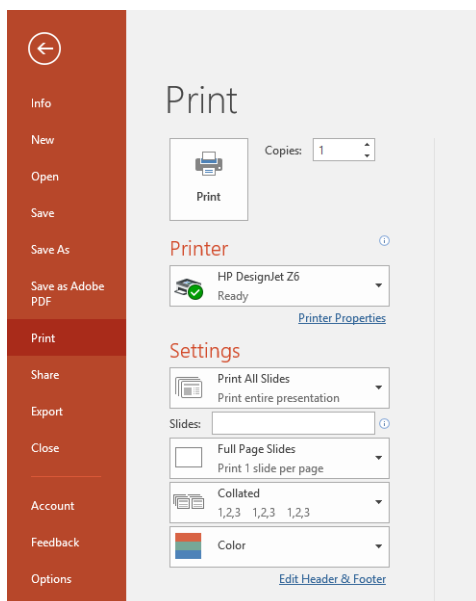 Info
New
Open
Save
Save As
Save as Adobe
PDF
Print
Share
Export
Close
Account
Feedback
Options
Print
Print
Copies: 1
Printer
HP DesignJet Z6
Ready
Printer Properties
Settings
Print All Slides
Print entire presentation
Slides:
Full Page Slides
Print 1 slide per page
Collated
1,2,3 1,2,3 1,2,3
Color
Edit Header & Footer